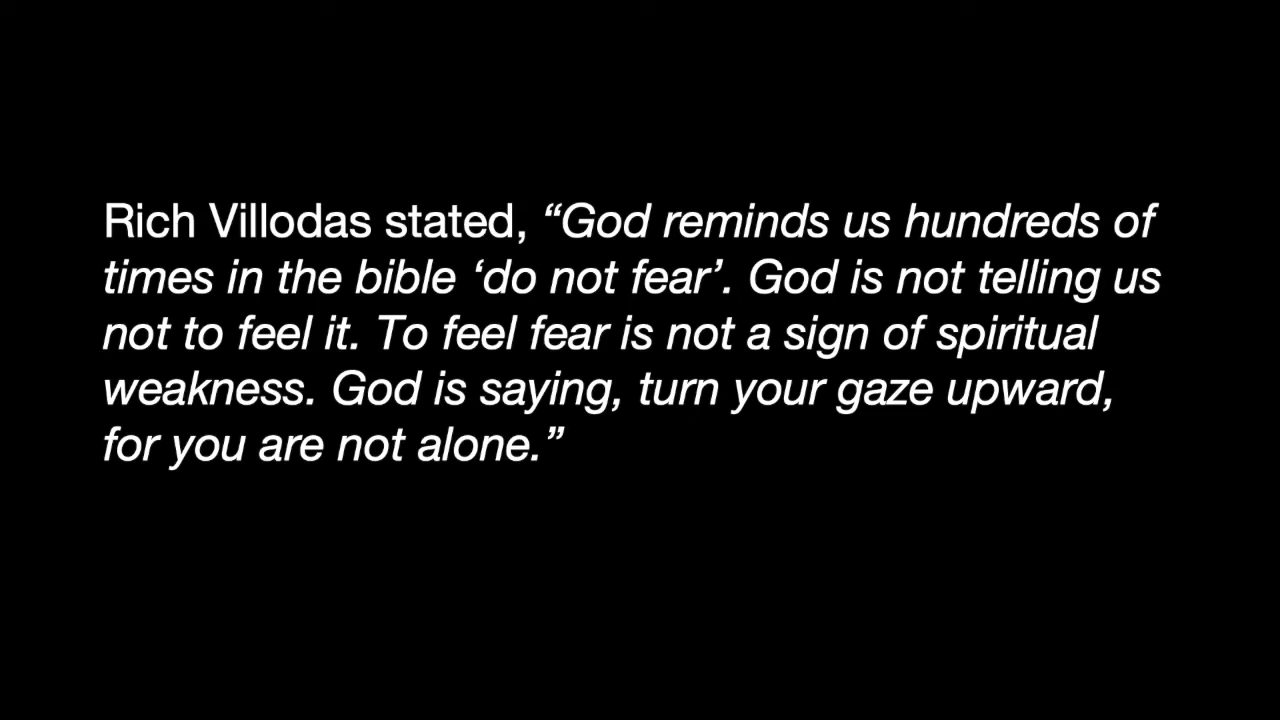 Rich Villodas stated, “God reminds us hundreds of
times in the bible ‘do not fear’. God is not telling us
not to feel it. To feel fear is not a sign of spiritual
weakness. God is saying, turn your gaze upward,
for you are not alone.”